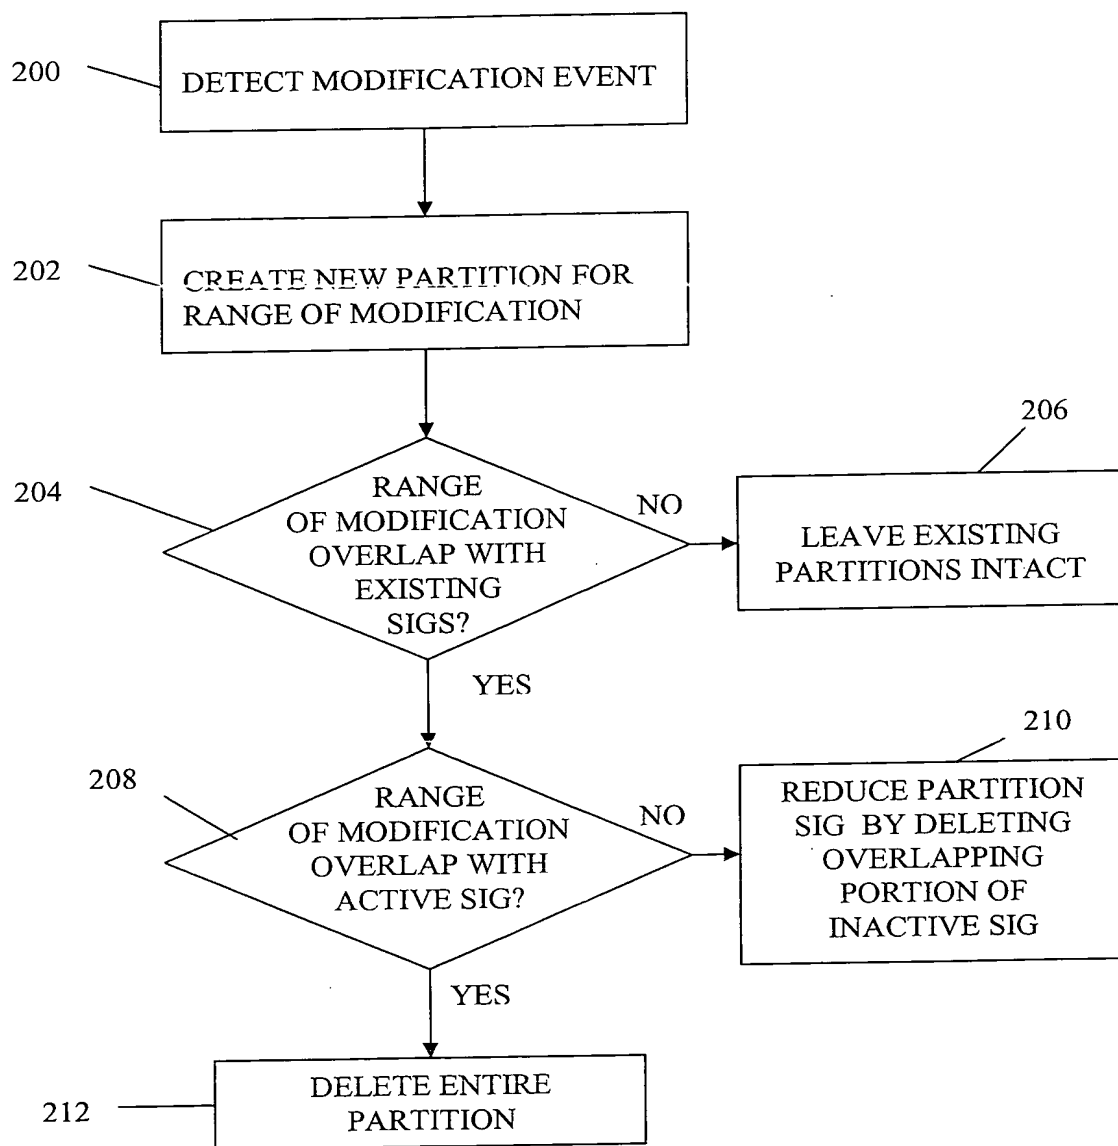 200
DETECT MODIFICATION EVENT
202
CREATE NEW PARTITION FOR
RANGE OF MODIFICATION
204
RANGE
OF MODIFICATION
OVERLAP WITH
EXISTING
SIGS?
NO
206
LEAVE EXISTING
PARTITIONS INTACT
YES
208
RANGE
OF MODIFICATION
OVERLAP WITH
ACTIVE SIG?
NO
210
REDUCE PARTITION
SIG BY DELETING
OVERLAPPING
PORTION OF
INACTIVE SIG
YES
212
DELETE ENTIRE
PARTITION